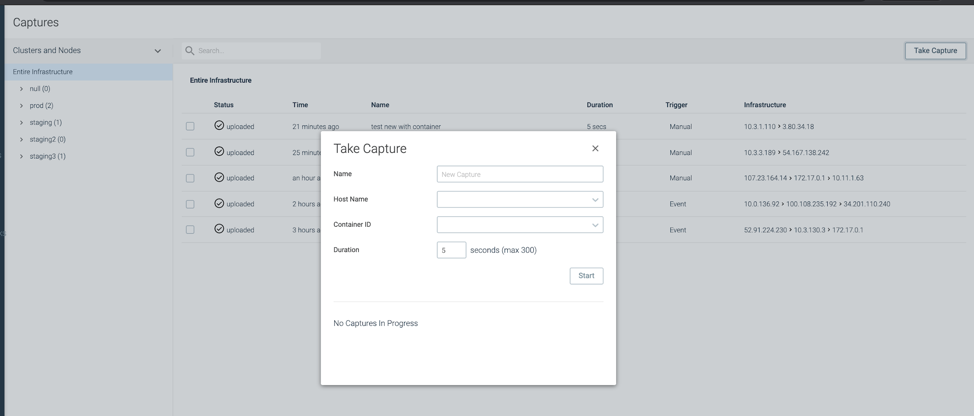 Captures
Clusters and Nodes
Search...
Take Capture
Entire Infrastructure
null (0)
prod (2)
staging (1)
staging2 (0)
staging3 (1)
Entire Infrastructure
Status Time Name Duration Trigger Infrastructure
uploaded 21 minutes ago test new with container 5 secs Manual 10.3.1.110 > 3.80.34.18
uploaded 25 minut Manual 10.3.3.189 > 54.167.138.242
uploaded an hour a Manual 107.23.164.14 > 172.17.0.1 > 10.11.1.63
uploaded 2 hours a Event 10.0.136.92 > 100.108.235.192 > 34.201.110.240
uploaded 3 hours a Event 52.91.224.230 > 10.3.130.3 > 172.17.0.1
Take Capture
Name New Capture
Host Name
Container ID
Duration 5 seconds (max 300)
Start
No Captures In Progress